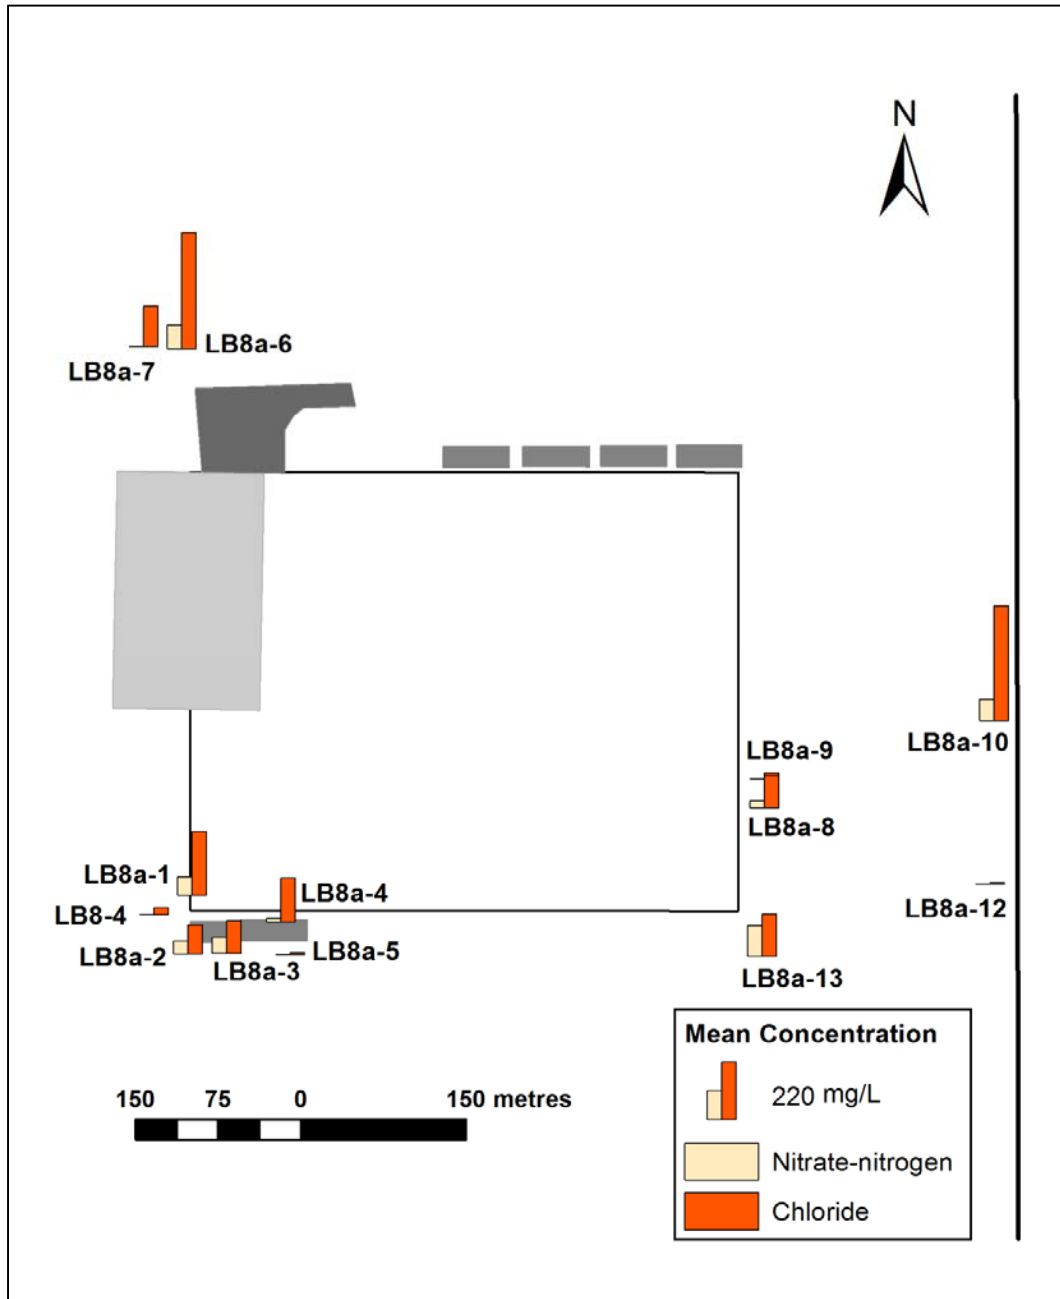 N
LB8a-6
LB8a-7
LB8a-10
LB8a-9
LB8a-8
LB8a-1
LB8a-4
LB8-4
LB8a-12
LB8a-2
LB8a-3
LB8a-5
LB8a-13
Mean Concentration
220 mg/L
Nitrate-nitrogen
Chloride
150 75 0 150 metres